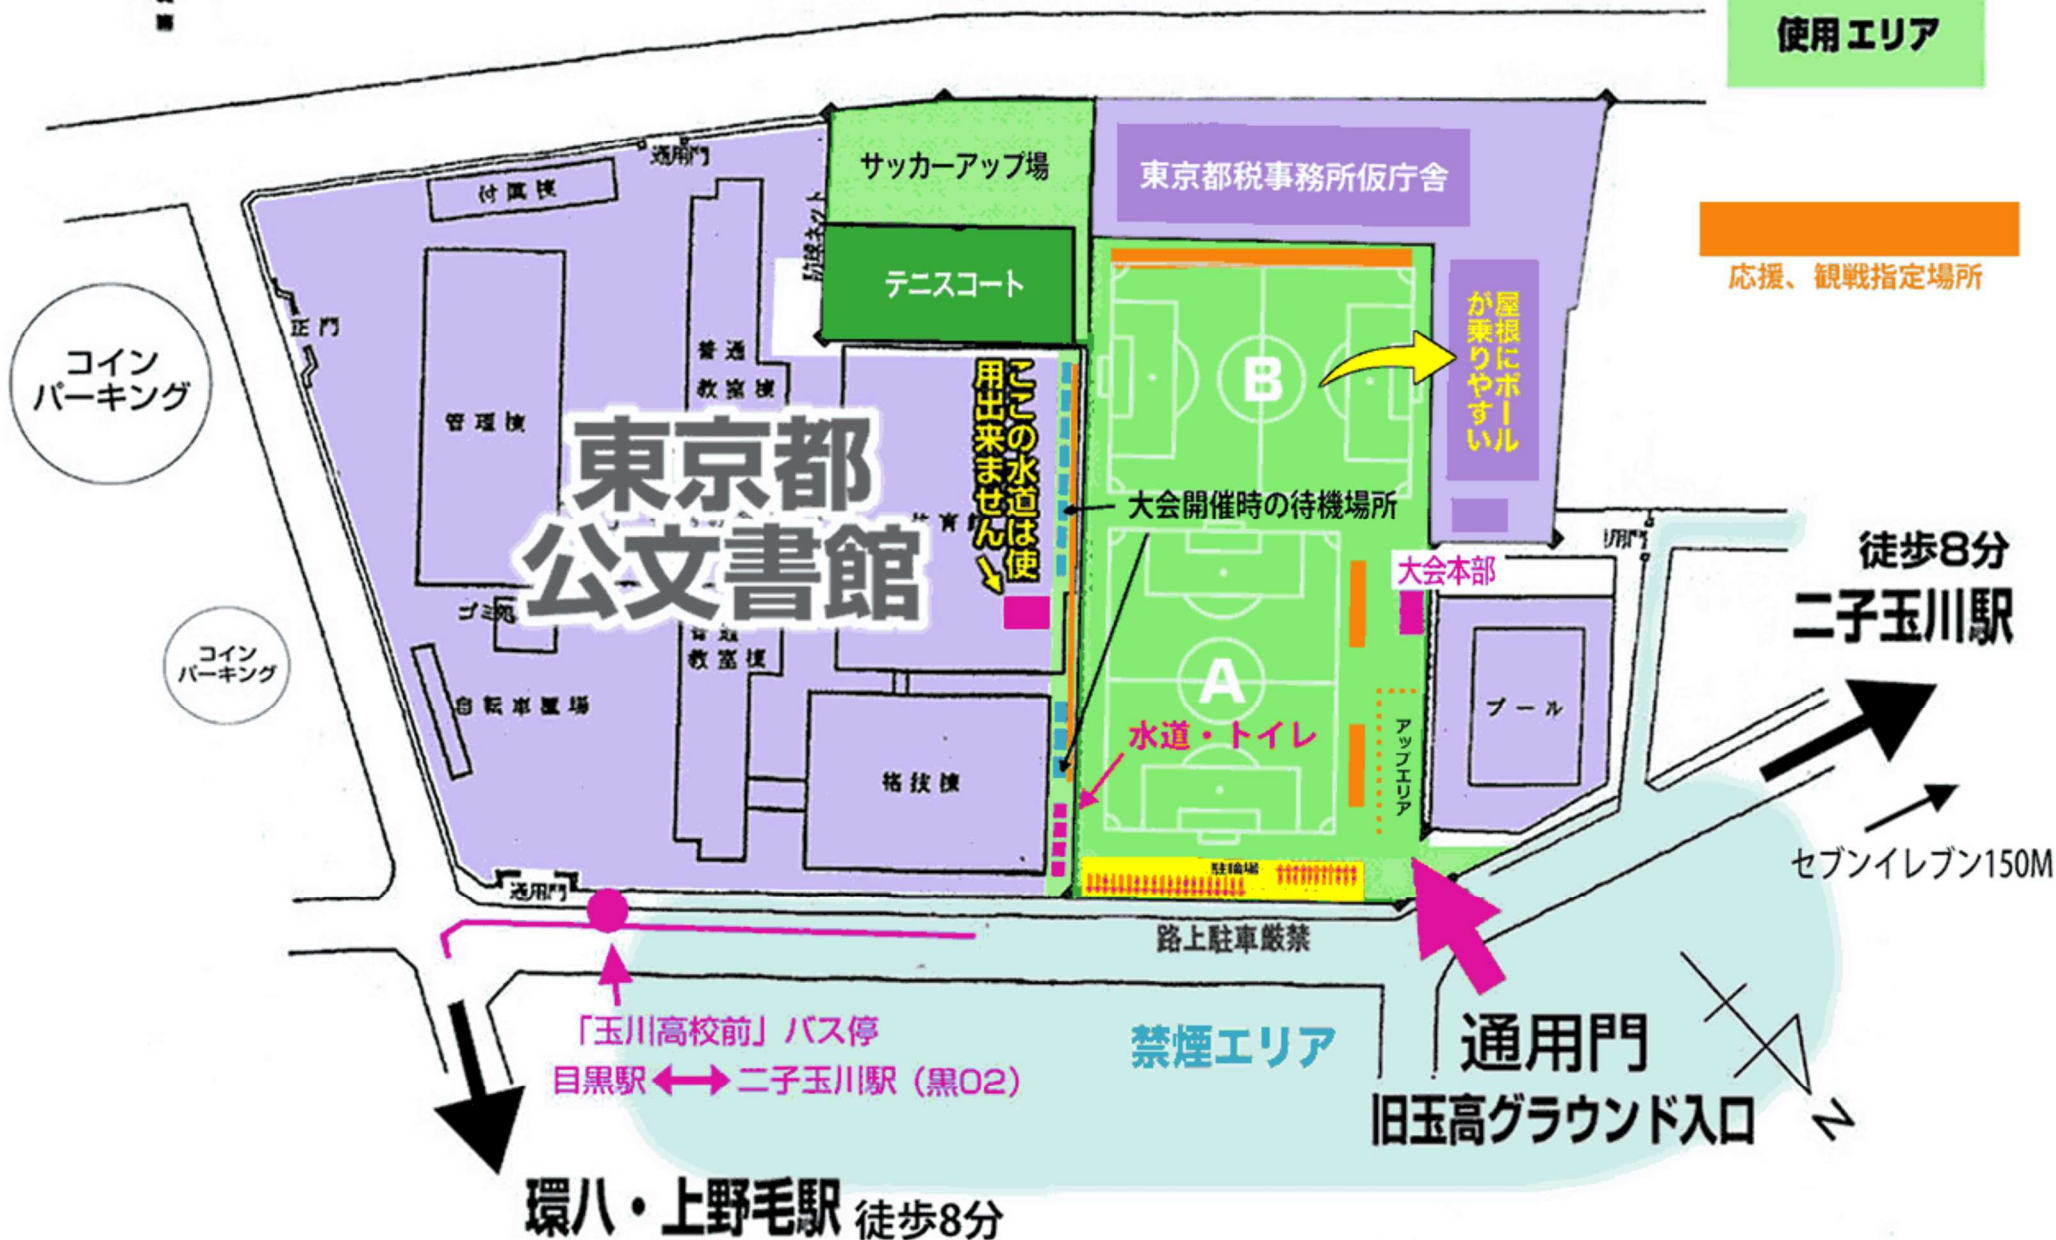 使用エリア
通用門
付属棟
サッカーアップ場
東京都税事務所仮庁舎
防球ネット
テニスコート
応援、観戦指定場所
正門
コイン
パーキング
普通
教室棟
管理棟
ここの水道は使
用出来ません
B
屋根にボール
が乗りやすい
東京都
公文書館
大会開催時の待機場所
大会本部
徒歩8分
二子玉川駅
コイン
パーキング
教室棟
自転車置場
A
アップエリア
プール
水道・トイレ
格技棟
セブンイレブン150M
駐輪場
通用門
路上駐車厳禁
「玉川高校前」バス停
目黒駅 二子玉川駅(黒02)
禁煙エリア
通用門
旧玉高グラウンド入口
N
環八・上野毛駅 徒歩8分